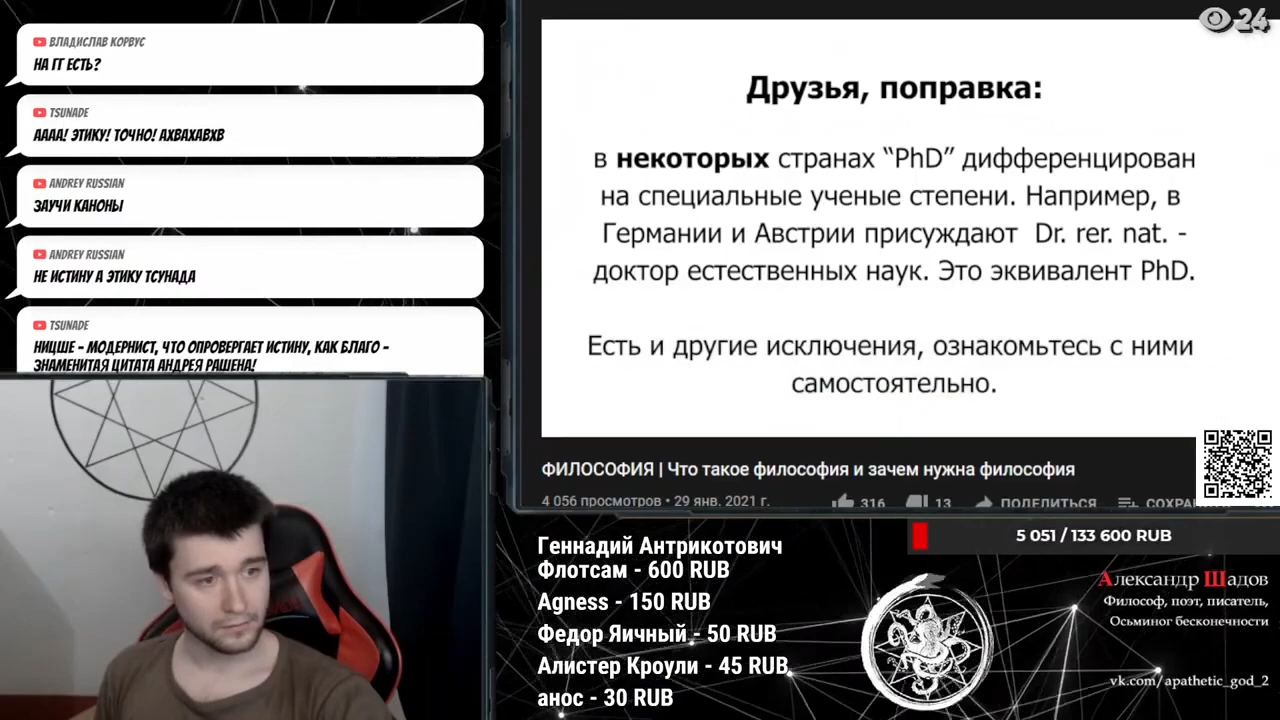 ВЛАДИСЛАВ КОРВУС
НА ГГ ЕСТЬ?
TSUNADE
АААА! ЭТИКУ! ТОЧНО! АХВАХАВХВ
ANDREY RUSSIAN
ЗАУЧИ КАНОНЫ
ANDREY RUSSIAN
НЕ ИСТИНУ А ЭТИКУ ТСУНАДА
TSUNADE
НИЦШЕ - МОДЕРНИСТ, ЧТО ОПРОВЕРГАЕТ ИСТИНУ, КАК БЛАГО -
ЗНАМЕНИТАЯ ЦИТАТА АНДРЕЯ РАШЕНА!
24
Друзья, поправка:
в некоторых странах “PhD” дифференцирован
на специальные ученые степени. Например, в
Германии и Австрии присуждают Dr. rer. nat. -
доктор естественных наук. Это эквивалент PhD.
Есть и другие исключения, ознакомьтесь с ними
самостоятельно.
ФИЛОСОФИЯ | Что такое философия и зачем нужна философия
4 056 просмотров • 29 янв. 2021 г.
316
13
ПОДЕЛИТЬСЯ
СОХРАН
5 051 / 133 600 RUB
Геннадий Антрикотович
Флотсам - 600 RUB
Agness - 150 RUB
Федор Яичный - 50 RUB
Алистер Кроули - 45 RUB
анос - 30 RUB
Александр Шадов
Философ, поэт, писатель,
Осьминог бесконечности
vk.com/apathetic_god_2